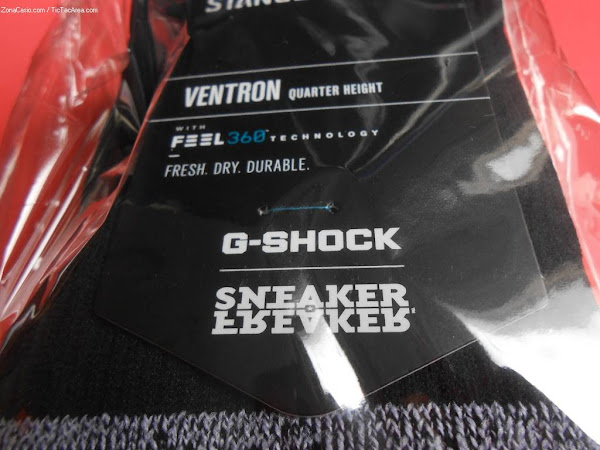 ZonaCasio.com / TicTacArea.com
VENTRON QUARTER HEIGHT
WITH
FEEL360 TECHNOLOGY
FRESH. DRY. DURABLE.
G-SHOCK
SNEAKER
FREAKER